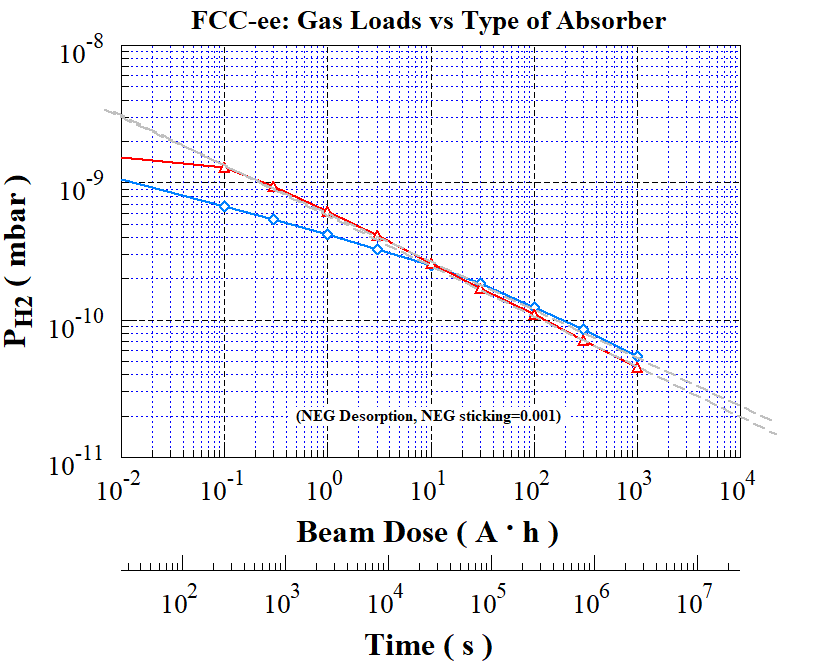 FCC-ee: Gas Loads vs Type of Absorber
10⁻⁸
10⁻⁹
10⁻¹⁰
10⁻¹¹
P_H2 ( mbar )
(NEG Desorption, NEG sticking=0.001)
10⁻² 10⁻¹ 10⁰ 10¹ 10² 10³ 10⁴
Beam Dose ( A · h )
10² 10³ 10⁴ 10⁵ 10⁶ 10⁷
Time ( s )